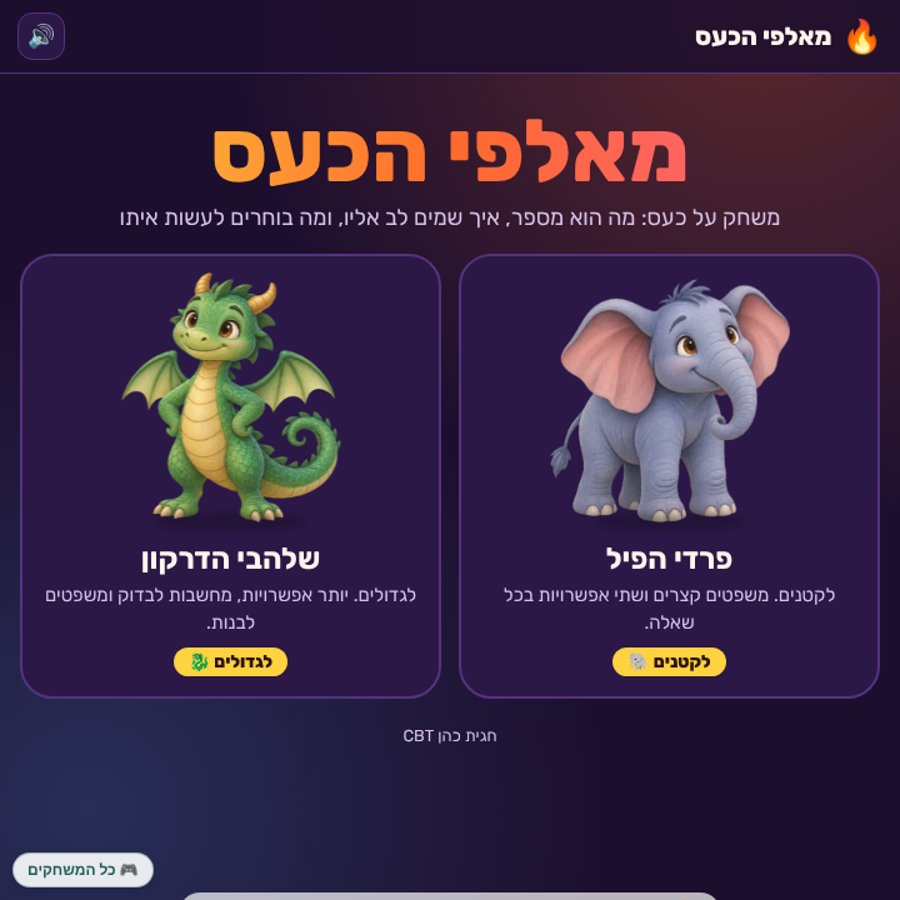 🔥 מאלפי הכעס
🔊
מאלפי הכעס
משחק על כעס: מה הוא מספר, איך שמים לב אליו, ומה בוחרים לעשות איתו
פרדי הפיל
לקטנים. משפטים קצרים ושתי אפשרויות בכל
שאלה.
לקטנים 🐘
שלהבי הדרקון
לגדולים. יותר אפשרויות, מחשבות לבדוק ומשפטים
לבנות.
לגדולים 🐉
חגית כהן CBT
🎮 כל המשחקים